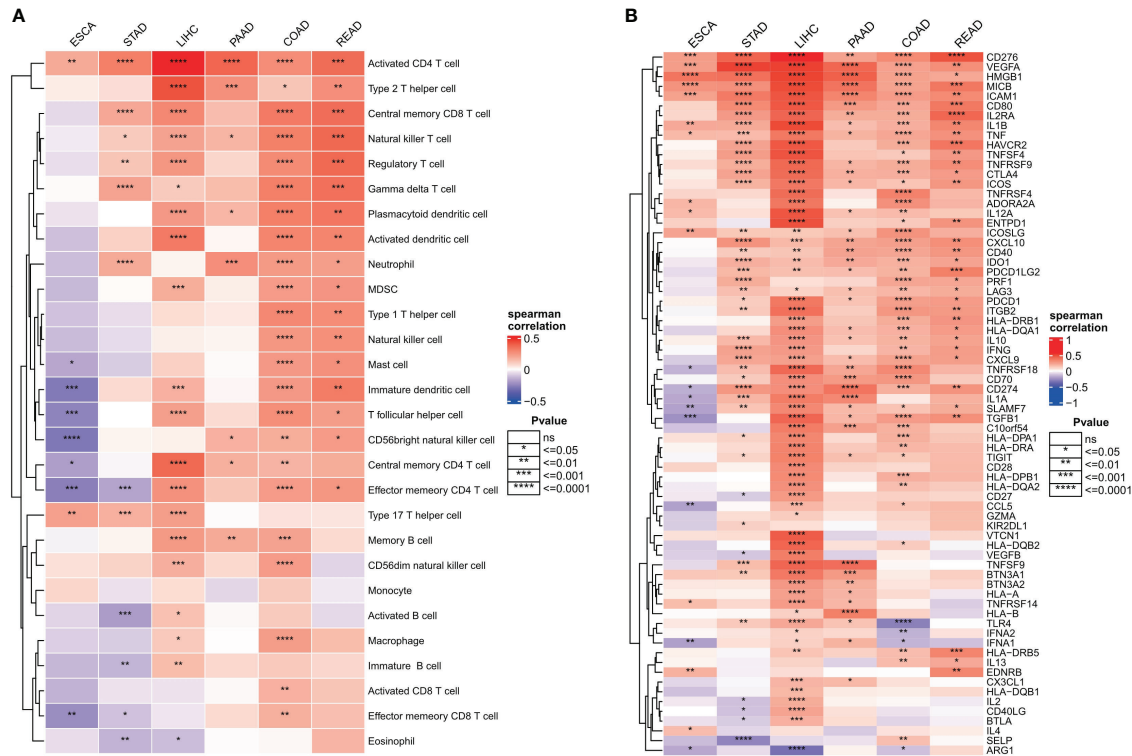 A
ESCA STAD LIHC PAAD COAD READ
** **** **** **** **** *** Activated CD4 T cell
**** *** * ** Type 2 T helper cell
**** **** **** *** Central memory CD8 T cell
* **** * **** *** Natural killer T cell
** **** **** *** Regulatory T cell
**** * **** *** Gamma delta T cell
**** * **** ** Plasmacytoid dendritic cell
**** **** ** Activated dendritic cell
**** *** **** * Neutrophil
*** **** * MDSC
**** ** Type 1 T helper cell
**** ** Natural killer cell
* **** * Mast cell
*** *** **** ** Immature dendritic cell
*** **** **** * T follicular helper cell
**** * ** * CD56bright natural killer cell
* **** * ** Central memory CD4 T cell
*** *** **** **** * Effector memeory CD4 T cell
** *** **** Type 17 T helper cell
**** ** *** Memory B cell
*** **** CD56dim natural killer cell
Monocyte
*** * Activated B cell
* **** Macrophage
** ** Immature B cell
** Activated CD8 T cell
** * ** Effector memeory CD8 T cell
** * Eosinophil
spearman
correlation
0.5
0
−0.5
Pvalue
ns
* <=0.05
** <=0.01
*** <=0.001
**** <=0.0001
B
ESCA STAD LIHC PAAD COAD READ
*** **** **** ** **** **** CD276
*** **** **** **** **** ** VEGFA
**** **** **** **** **** * HMGB1
**** **** **** **** **** *** MICB
*** **** **** **** **** ** ICAM1
**** **** *** *** *** CD80
**** **** ** *** **** IL2RA
** **** **** * *** ** IL1B
* *** **** * **** ** TNF
**** **** *** *** HAVCR2
**** **** * ** TNFSF4
**** **** * *** ** TNFRSF9
**** **** ** *** * CTLA4
**** **** * * ** ICOS
**** **** TNFRSF4
* **** **** ADORA2A
* **** * ** IL12A
**** * ** ENTPD1
** ** ** * **** ICOSLG
**** *** ** **** ** CXCL10
** ** ** **** ** CD40
**** ** ** *** * IDO1
*** ** * ** *** PDCD1LG2
**** **** * PRF1
** * * ** * LAG3
* **** * **** * PDCD1
** **** **** ** ITGB2
**** *** ** HLA−DRB1
**** * *** * HLA−DQA1
*** **** * ** * IL10
**** **** ** * IFNG
**** **** * **** * CXCL9
* ** **** ** **** TNFRSF18
* **** *** **** CD70
* **** **** **** *** ** CD274
* *** **** **** IL1A
** ** **** * * * SLAMF7
*** **** * **** ** TGFB1
**** *** *** C10orf54
* **** *** HLA−DPA1
**** ** HLA−DRA
* **** * * TIGIT
**** CD28
**** *** HLA−DPB1
**** ** HLA−DQA2
* **** CD27
** *** * CCL5
* GZMA
* KIR2DL1
**** VTCN1
**** * HLA−DQB2
* **** VEGFB
*** **** **** TNFSF9
** **** *** BTN3A1
**** ** BTN3A2
**** * HLA−A
* **** * TNFRSF14
* **** HLA−B
** **** * **** TLR4
* ** IFNA2
** * * * IFNA1
** ** *** HLA−DRB5
** * IL13
** ** EDNRB
*** * CX3CL1
*** HLA−DQB1
* **** IL2
* **** CD40LG
* *** BTLA
* IL4
**** ** SELP
* **** * ARG1
spearman
correlation
1
0.5
0
−0.5
−1
Pvalue
ns
* <=0.05
** <=0.01
*** <=0.001
**** <=0.0001